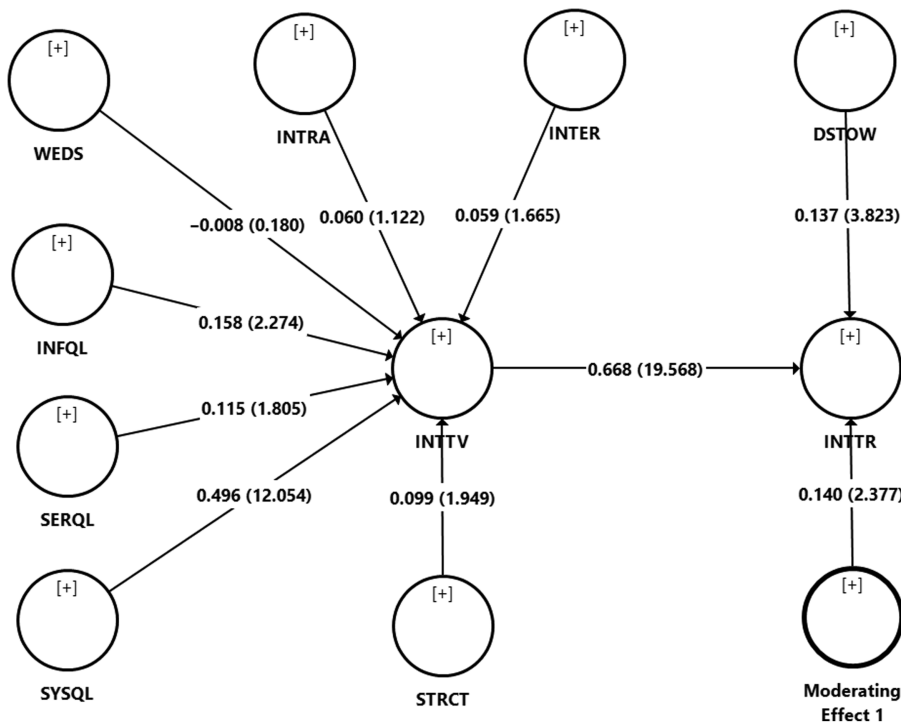 [+]
[+]
[+]
[+]
WEDS
INTRA
INTER
DSTOW
−0.008 (0.180)
0.060 (1.122)
0.059 (1.665)
0.137 (3.823)
[+]
INFQL
0.158 (2.274)
[+]
[+]
0.668 (19.568)
INTTV
INTTR
[+]
0.115 (1.805)
SERQL
0.496 (12.054)
0.099 (1.949)
0.140 (2.377)
[+]
[+]
[+]
SYSQL
STRCT
Moderating
Effect 1